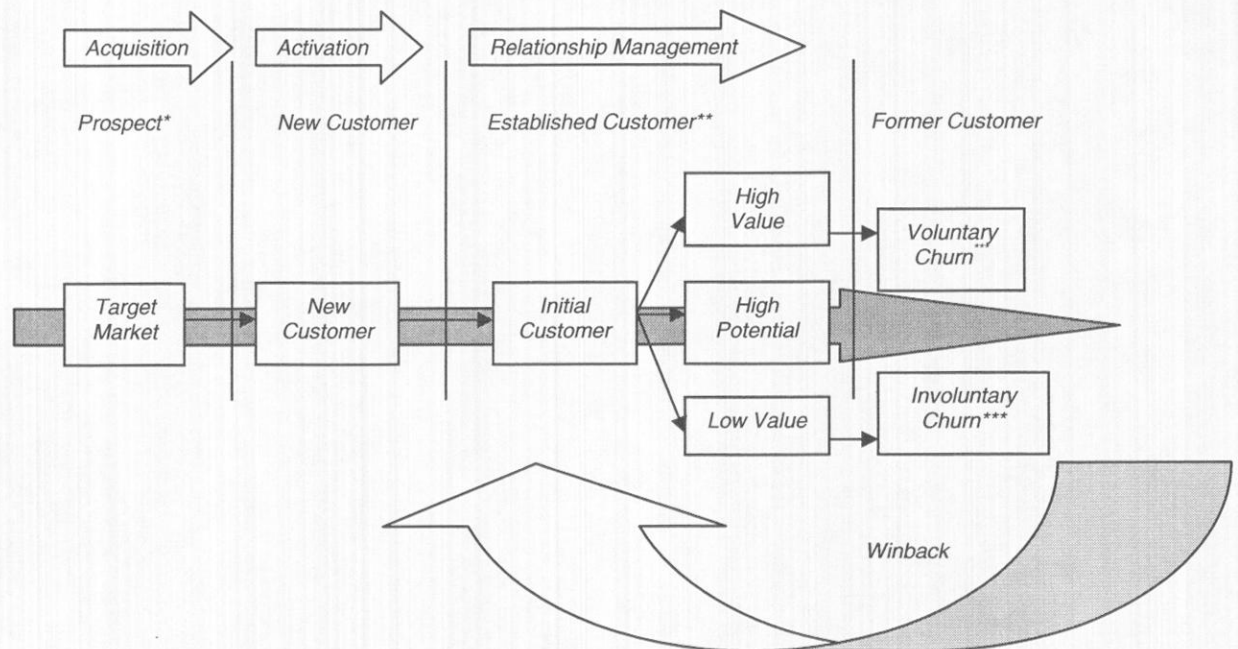 Acquisition
Activation
Relationship Management
Prospect*
New Customer
Established Customer**
Former Customer
High
Value
Voluntary
Churn***
Target
Market
New
Customer
Initial
Customer
High
Potential
Low Value
Involuntary
Churn***
Winback